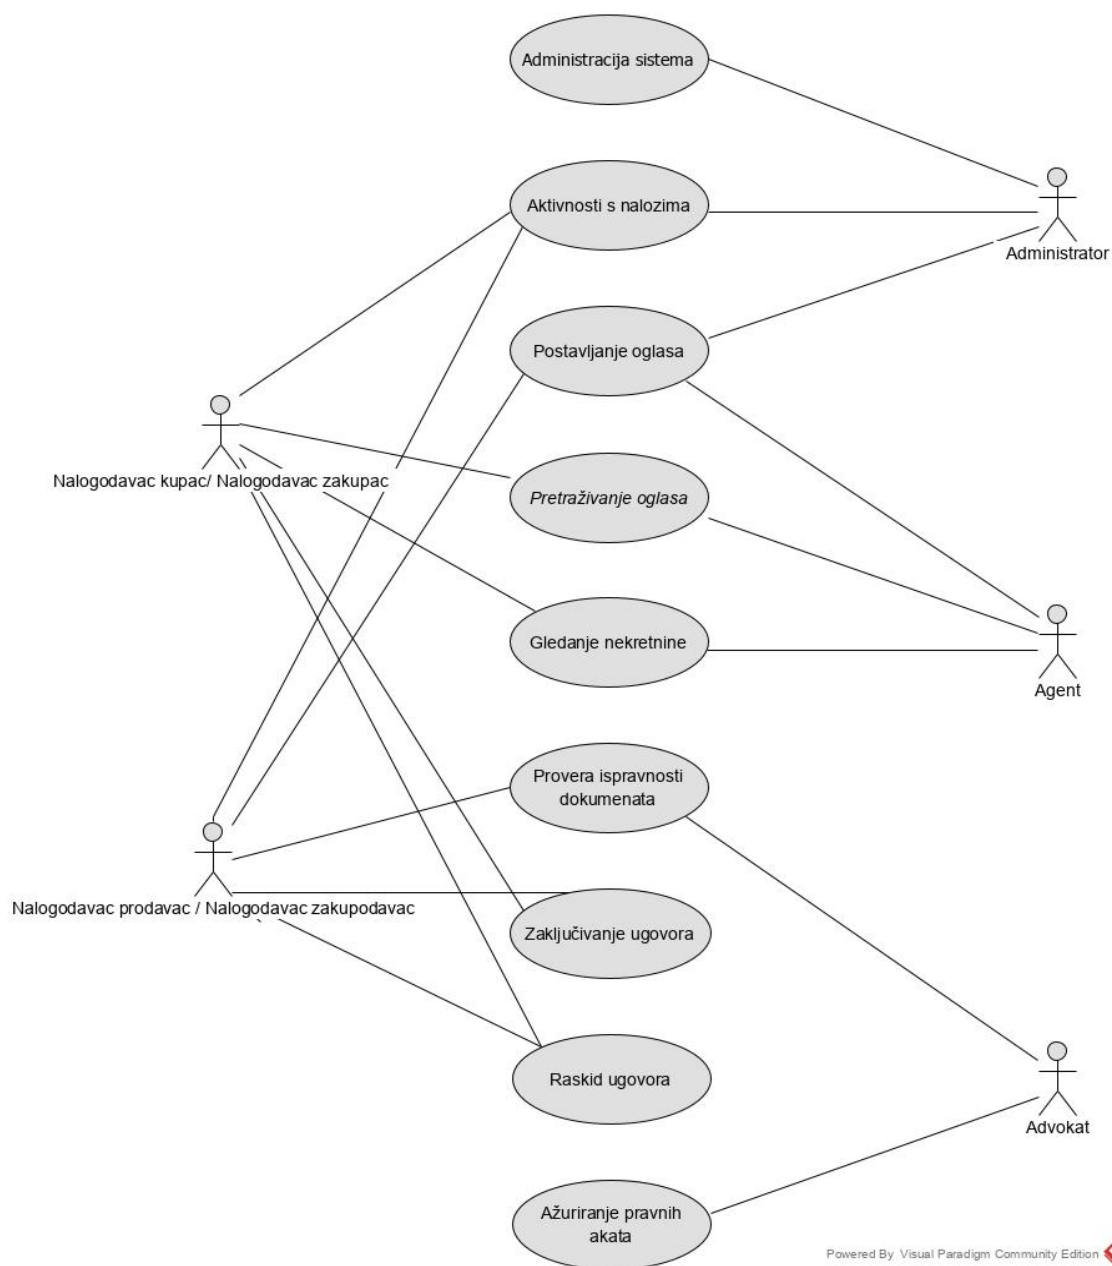 Administracija sistema
Aktivnosti s nalozima
Administrator
Postavljanje oglasa
Nalogodavac kupac/ Nalogodavac zakupac
Pretraživanje oglasa
Gledanje nekretnine
Agent
Provera ispravnosti
dokumenata
Nalogodavac prodavac / Nalogodavac zakupodavac
Zaključivanje ugovora
Raskid ugovora
Advokat
Ažuriranje pravnih
akata
Powered By Visual Paradigm Community Edition